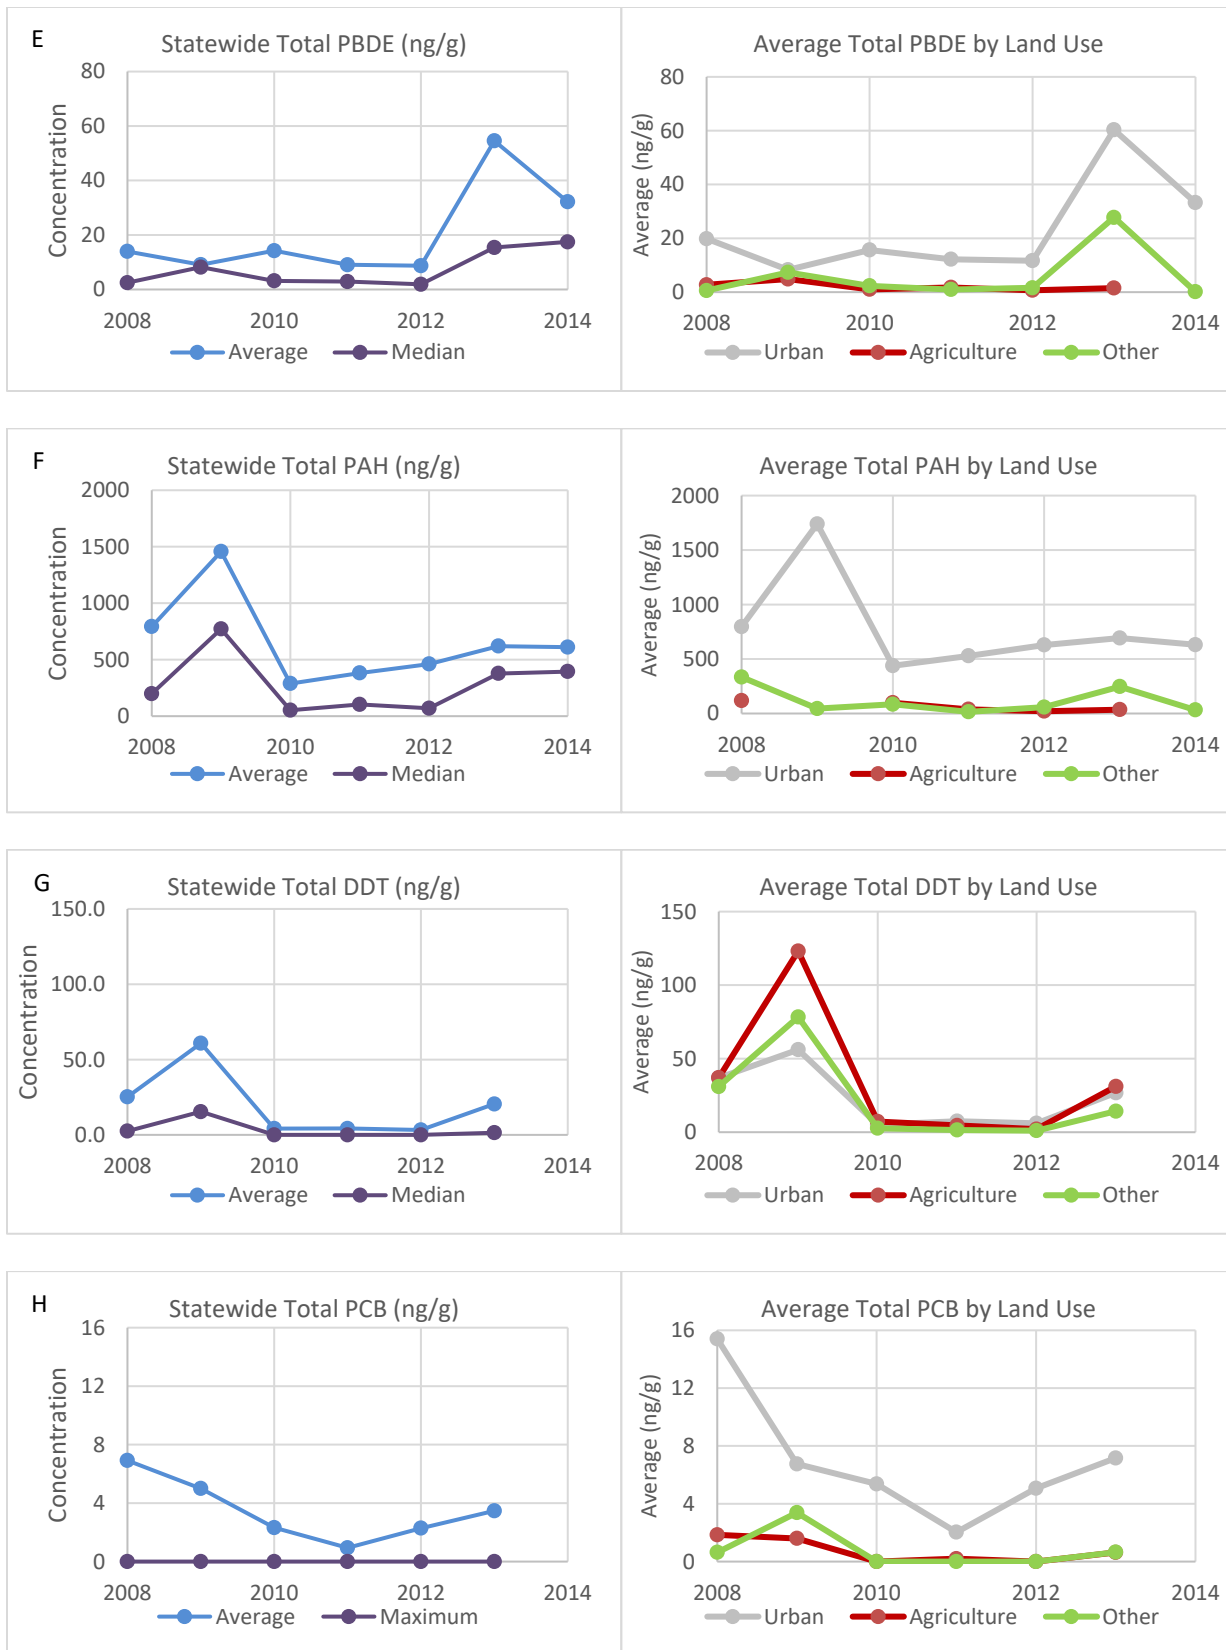 E
Statewide Total PBDE (ng/g)
Concentration
80
60
40
20
0
2008 2010 2012 2014
Average Median
Average Total PBDE by Land Use
Average (ng/g)
80
60
40
20
0
2008 2010 2012 2014
Urban Agriculture Other
F
Statewide Total PAH (ng/g)
Concentration
2000
1500
1000
500
0
2008 2010 2012 2014
Average Median
Average Total PAH by Land Use
Average (ng/g)
2000
1500
1000
500
0
2008 2010 2012 2014
Urban Agriculture Other
G
Statewide Total DDT (ng/g)
Concentration
150.0
100.0
50.0
0.0
2008 2010 2012 2014
Average Median
Average Total DDT by Land Use
Average (ng/g)
150
100
50
0
2008 2010 2012 2014
Urban Agriculture Other
H
Statewide Total PCB (ng/g)
Concentration
16
12
8
4
0
2008 2010 2012 2014
Average Maximum
Average Total PCB by Land Use
Average (ng/g)
16
12
8
4
0
2008 2010 2012 2014
Urban Agriculture Other